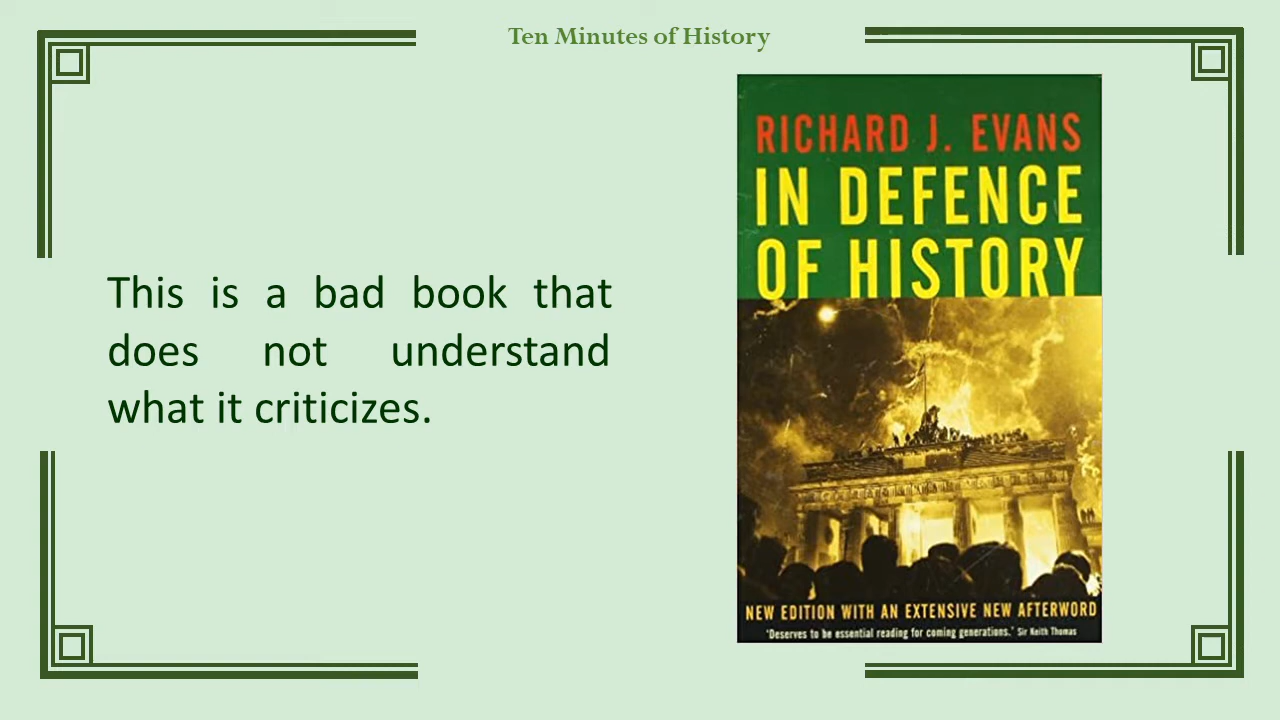 Ten Minutes of History
This is a bad book that
does not understand
what it criticizes.
RICHARD J. EVANS
IN DEFENCE
OF HISTORY
NEW EDITION WITH AN EXTENSIVE NEW AFTERWORD
'Deserves to be essential reading for coming generations.' Sir Keith Thomas